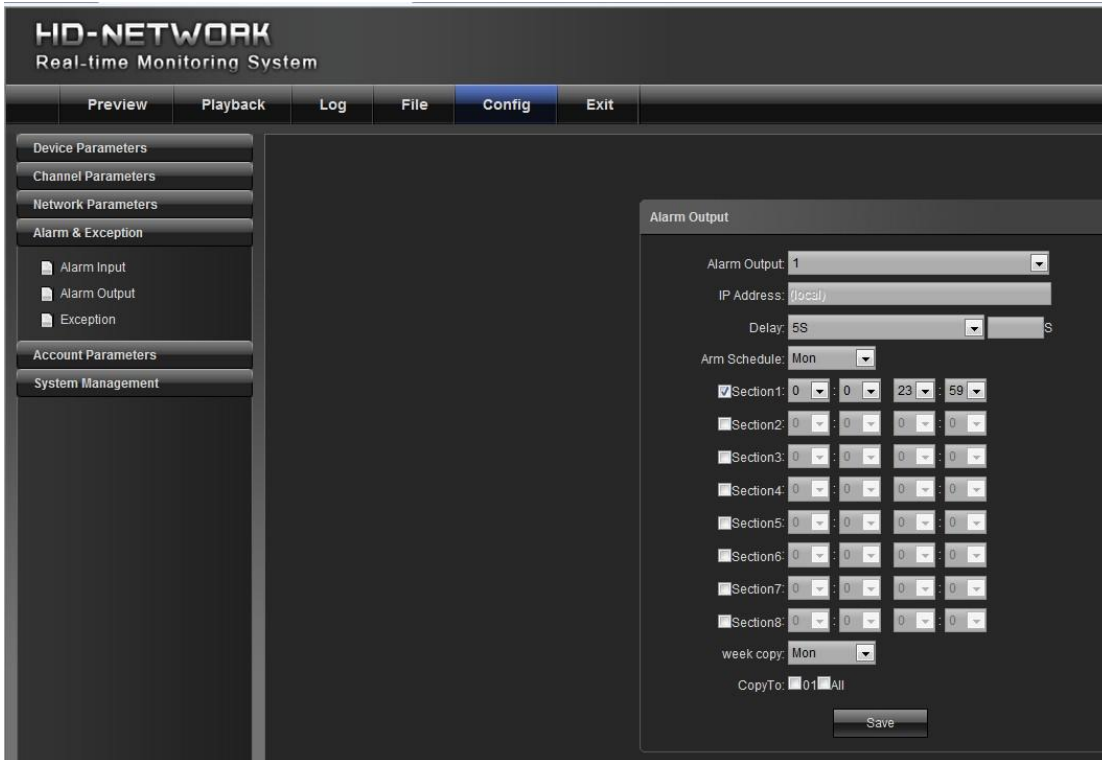 HD-NETWORK
Real-time Monitoring System
Preview Playback Log File Config Exit
Device Parameters
Channel Parameters
Network Parameters
Alarm & Exception
Alarm Input
Alarm Output
Exception
Account Parameters
System Management
Alarm Output
Alarm Output: 1
IP Address: (local)
Delay: 5S S
Arm Schedule: Mon
Section1: 0 : 0 23 : 59
Section2: 0 : 0 0 : 0
Section3: 0 : 0 0 : 0
Section4: 0 : 0 0 : 0
Section5: 0 : 0 0 : 0
Section6: 0 : 0 0 : 0
Section7: 0 : 0 0 : 0
Section8: 0 : 0 0 : 0
week copy: Mon
CopyTo: 01 All
Save